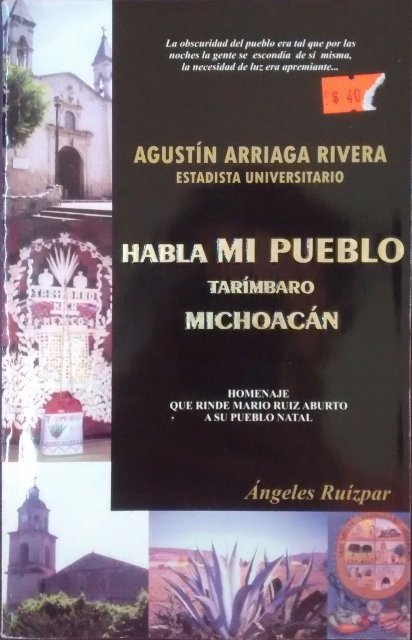 La obscuridad del pueblo era tal que por las
noches la gente se escondía de sí misma,
la necesidad de luz era apremiante...
$ 40
AGUSTÍN ARRIAGA RIVERA
ESTADISTA UNIVERSITARIO
HABLA MI PUEBLO
TARÍMBARO
MICHOACÁN
HOMENAJE
QUE RINDE MARIO RUIZ ABURTO
A SU PUEBLO NATAL
Ángeles Ruízpar